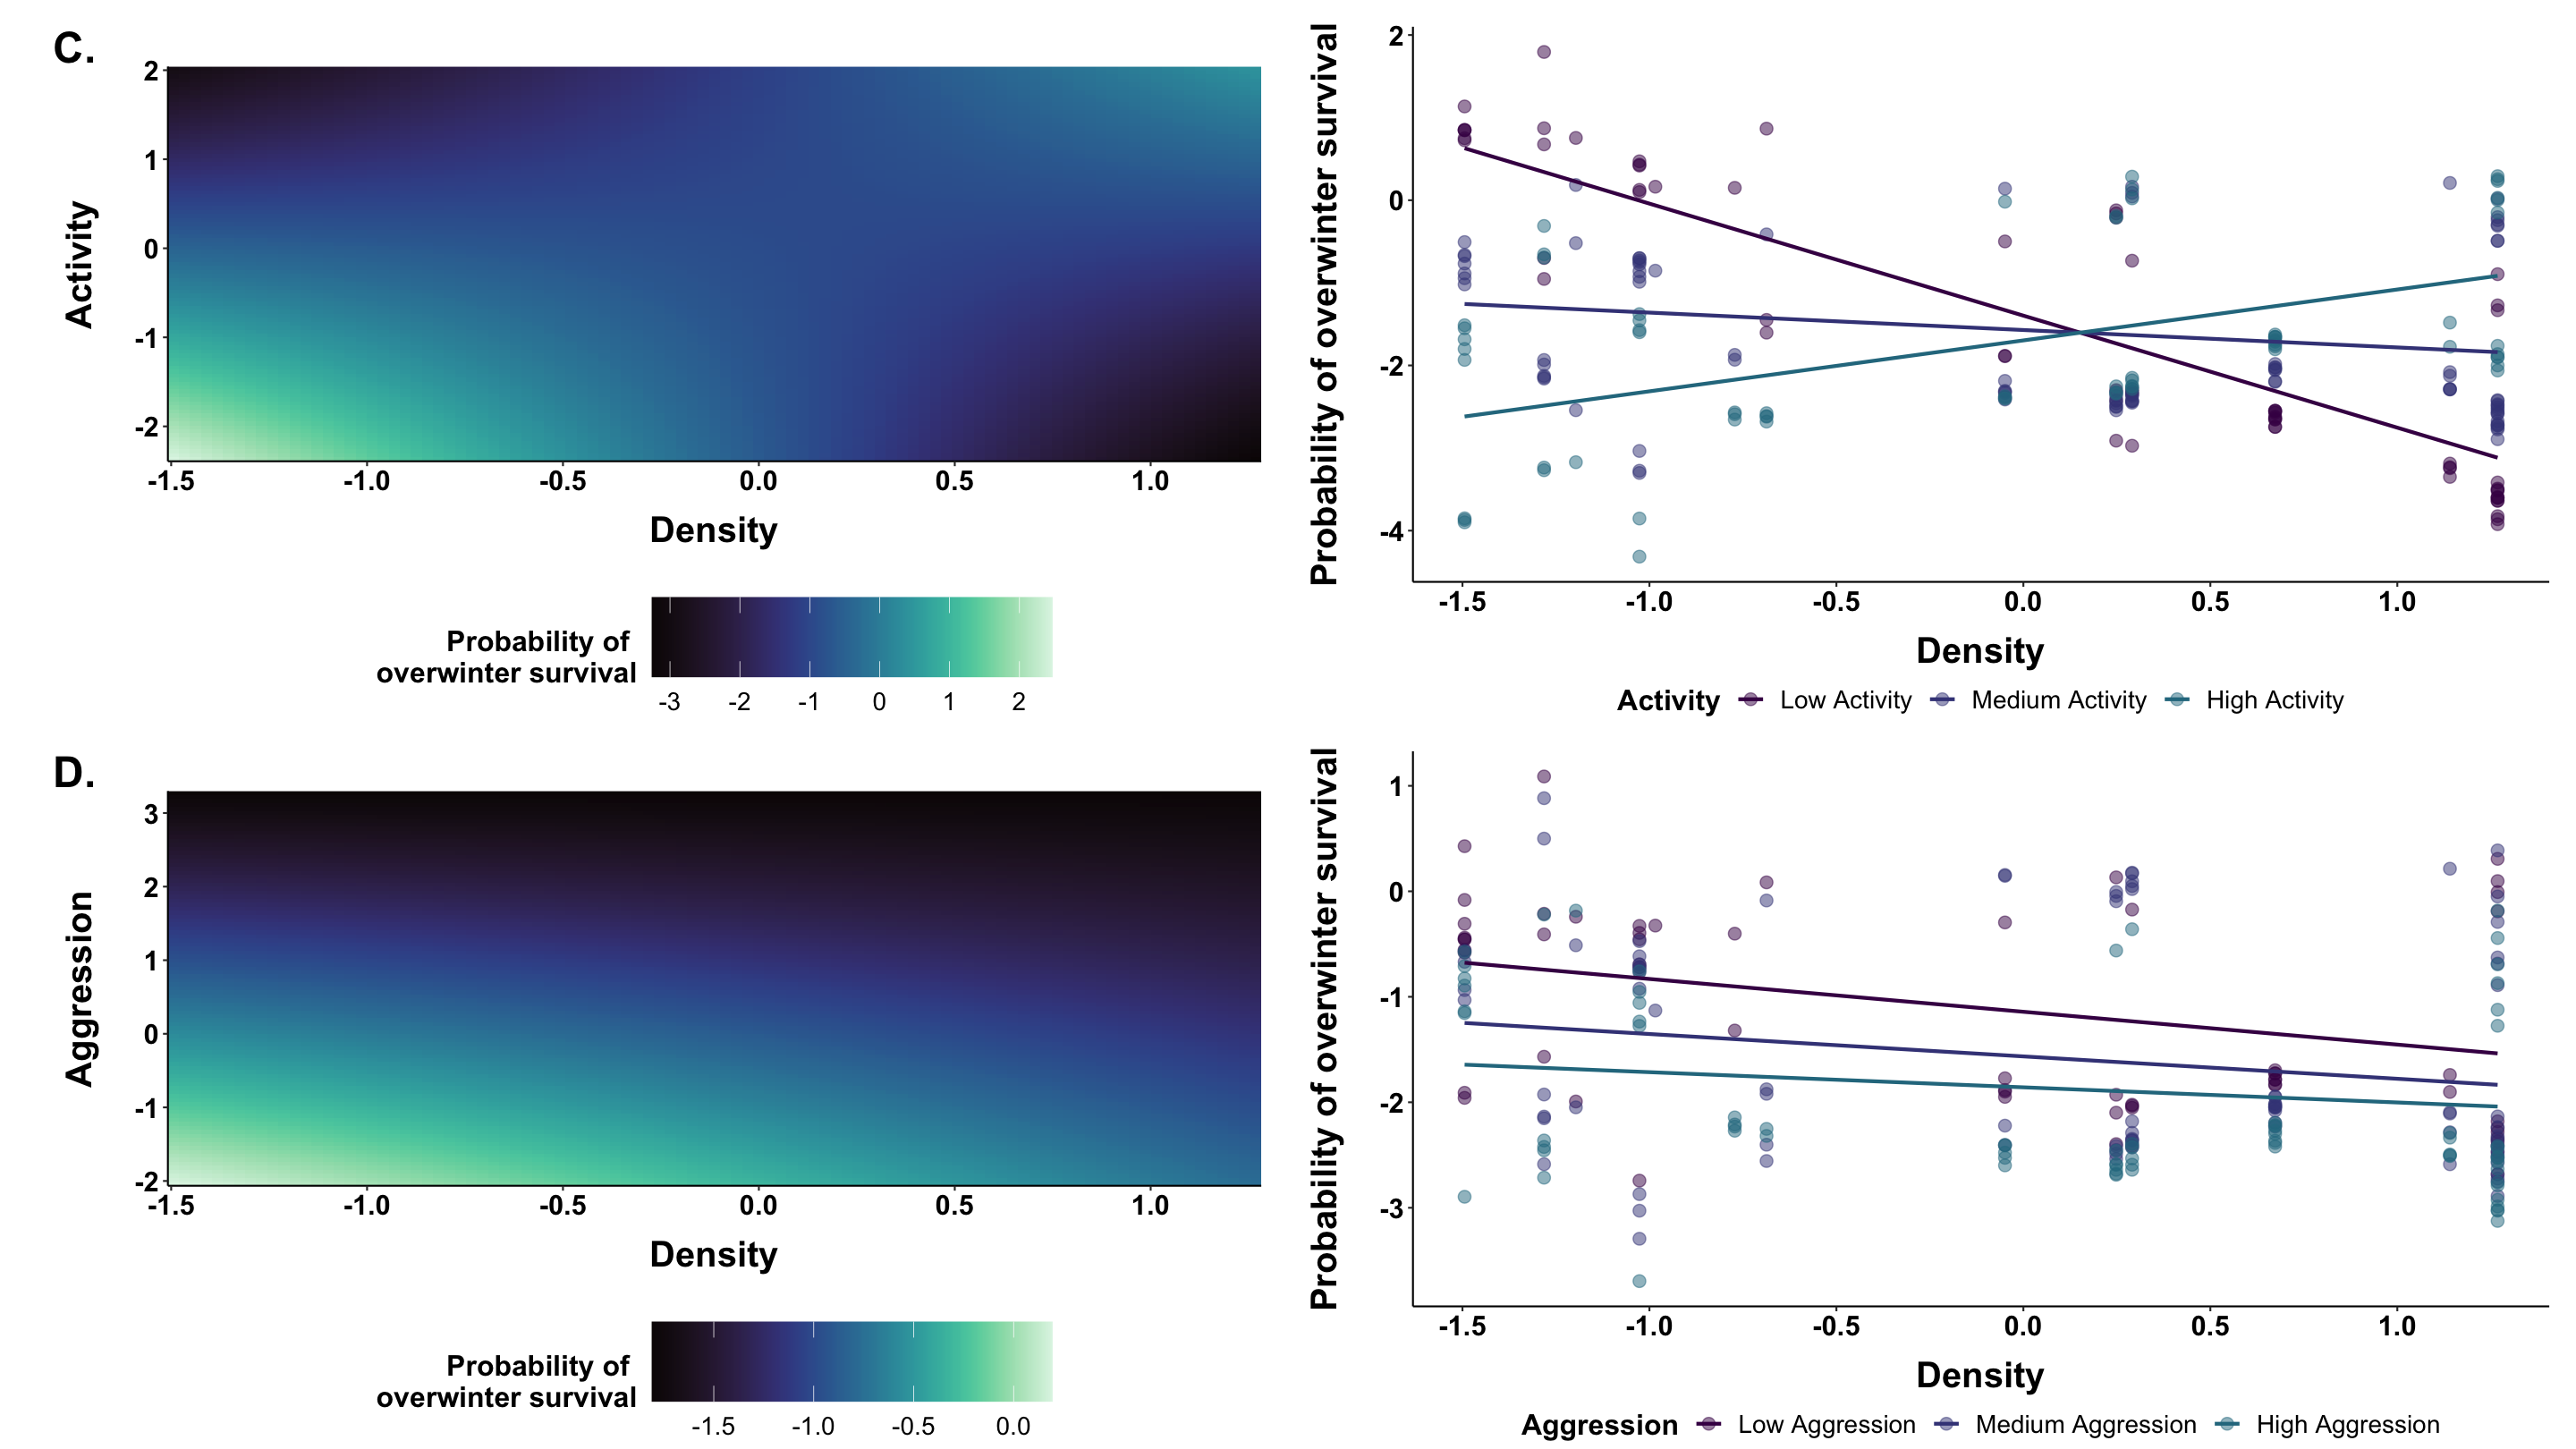 C.
Activity
2
1
0
-1
-2
-1.5 -1.0 -0.5 0.0 0.5 1.0
Density
Probability of
overwinter survival
-3 -2 -1 0 1 2
Probability of overwinter survival
2
0
-2
-4
-1.5 -1.0 -0.5 0.0 0.5 1.0
Density
Activity Low Activity Medium Activity High Activity
D.
Aggression
3
2
1
0
-1
-2
-1.5 -1.0 -0.5 0.0 0.5 1.0
Density
Probability of
overwinter survival
-1.5 -1.0 -0.5 0.0
Probability of overwinter survival
1
0
-1
-2
-3
-1.5 -1.0 -0.5 0.0 0.5 1.0
Density
Aggression Low Aggression Medium Aggression High Aggression